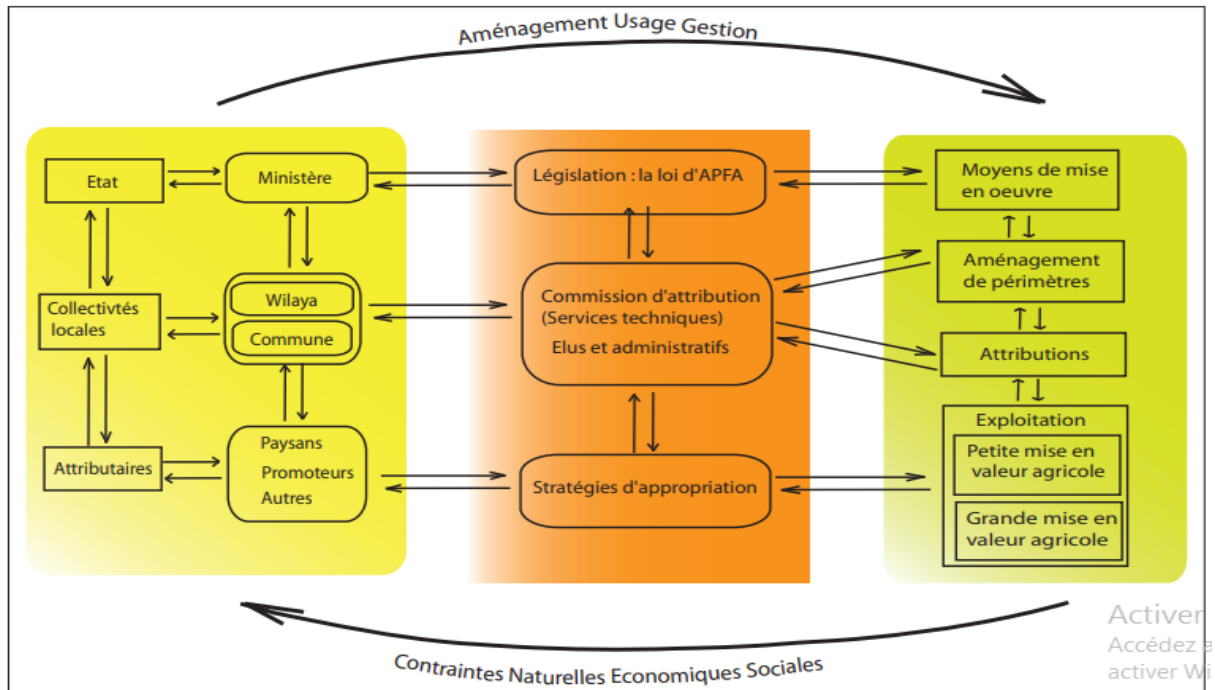 Aménagement Usage Gestion
Etat
Ministère
Collectivtés
locales
Wilaya
Commune
Attributaires
Paysans
Promoteurs
Autres
Législation : la loi d'APFA
Commission d'attribution
(Services techniques)
Elus et administratifs
Stratégies d'appropriation
Moyens de mise
en oeuvre
Aménagement
de périmètres
Attributions
Exploitation
Petite mise en
valeur agricole
Grande mise en
valeur agricole
Contraintes Naturelles Economiques Sociales
Activer
Accédez
activer